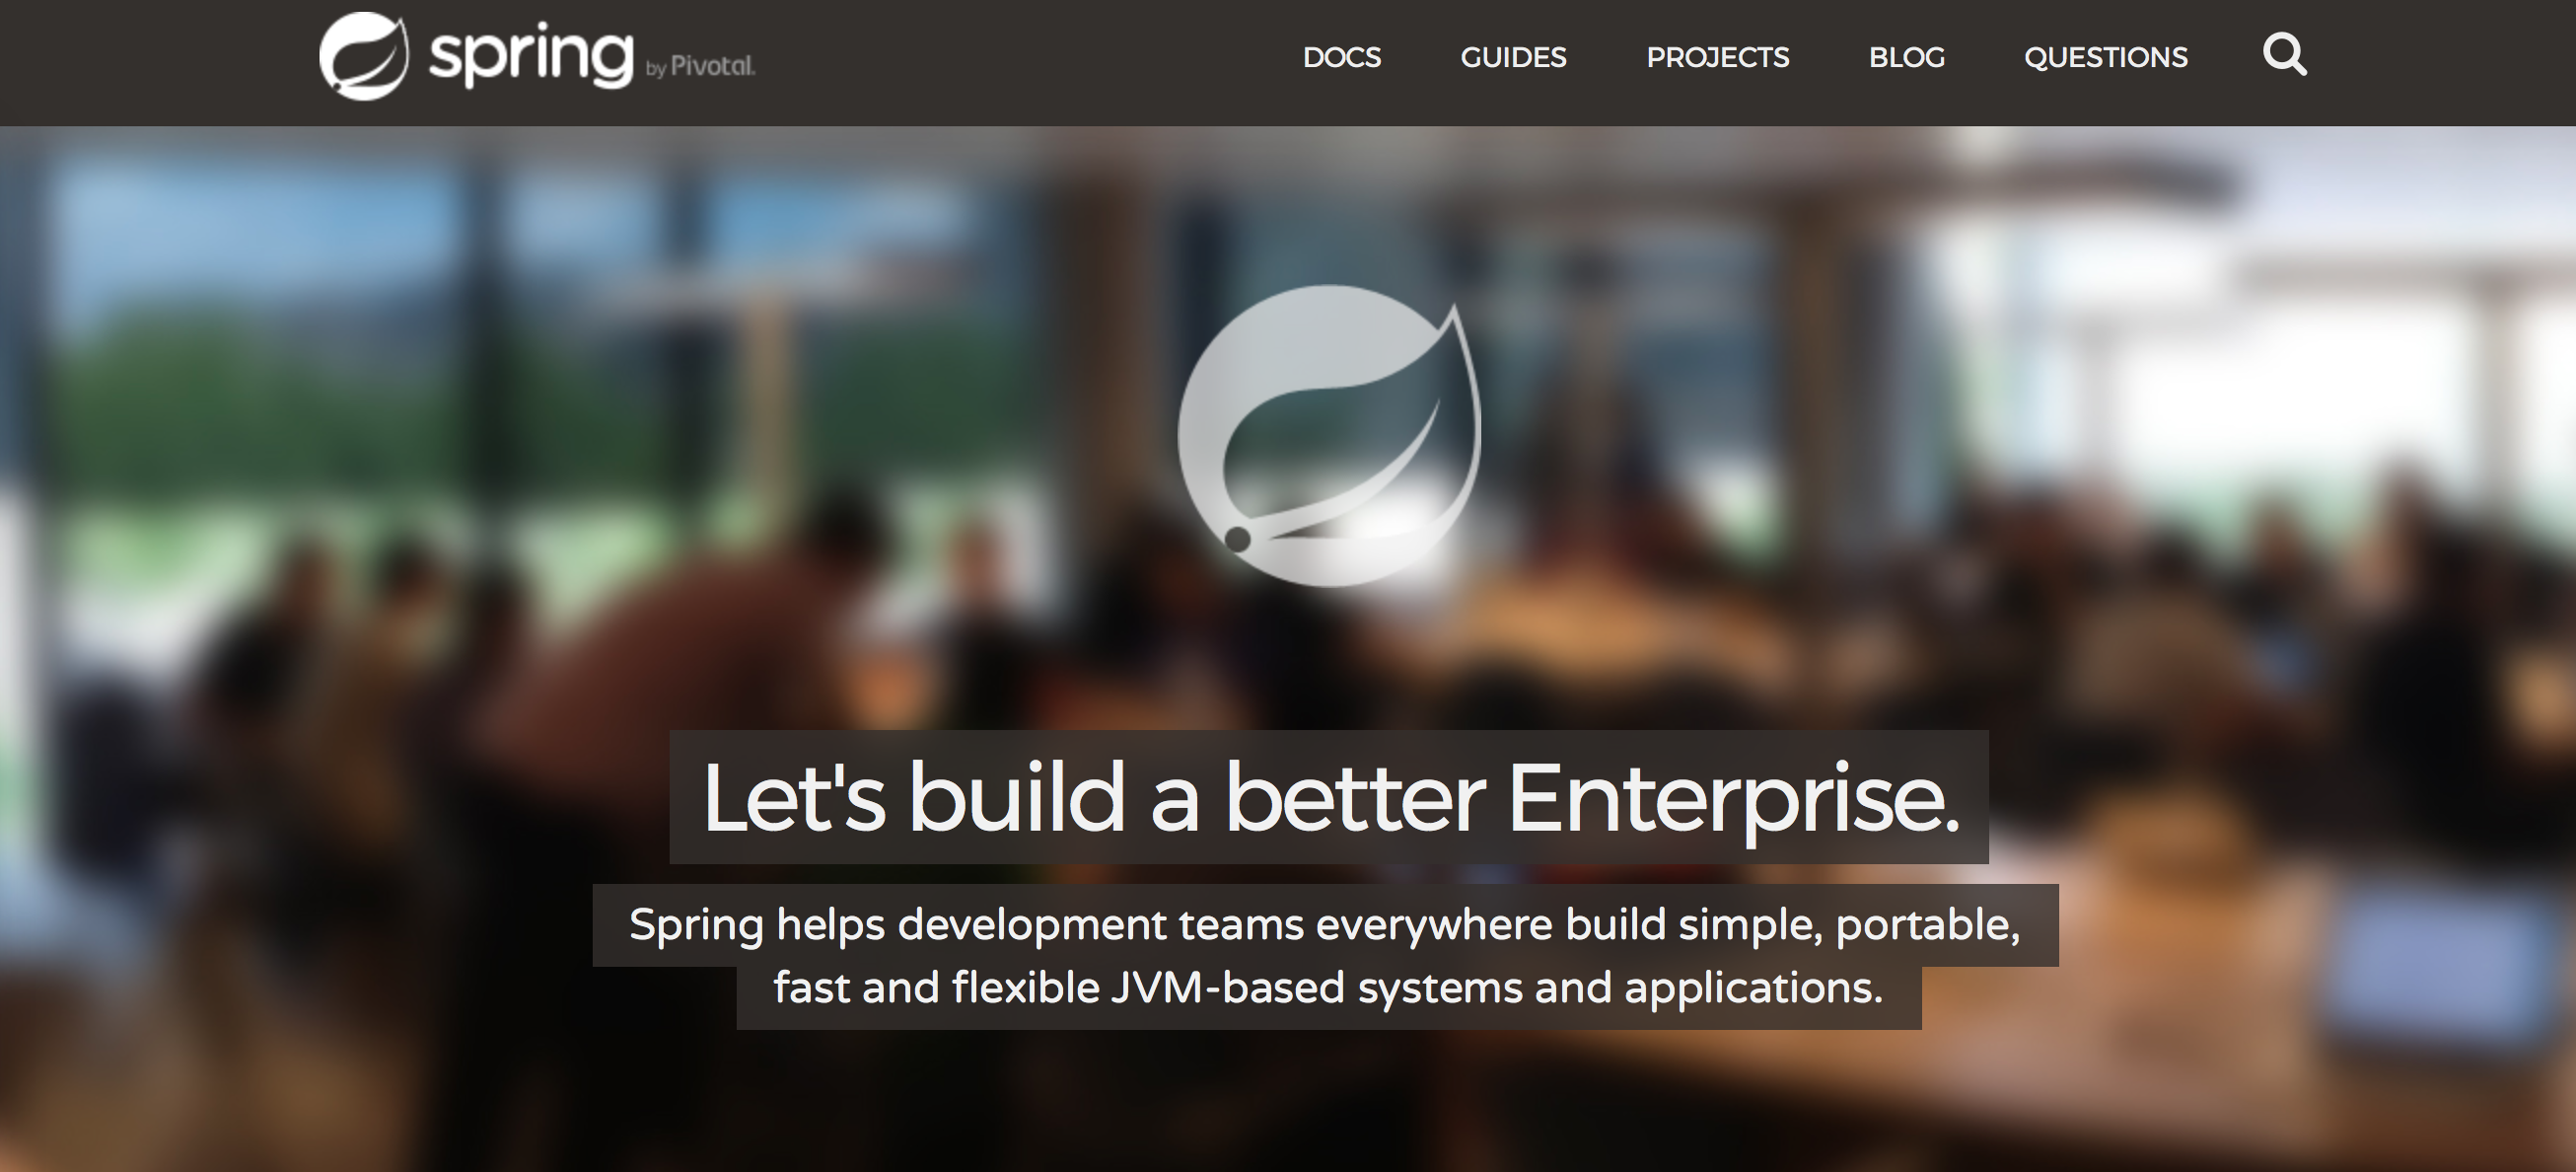 spring by Pivotal.
DOCS GUIDES PROJECTS BLOG QUESTIONS
Let's build a better Enterprise.
Spring helps development teams everywhere build simple, portable,
fast and flexible JVM-based systems and applications.